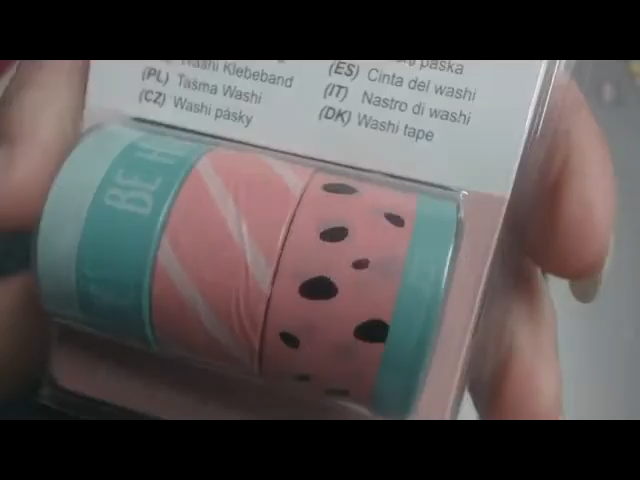 Washi Klebeband
(PL) Taśma Washi
(CZ) Washi pásky
páska
(ES) Cinta del washi
(IT) Nastro di washi
(DK) Washi tape
BE H